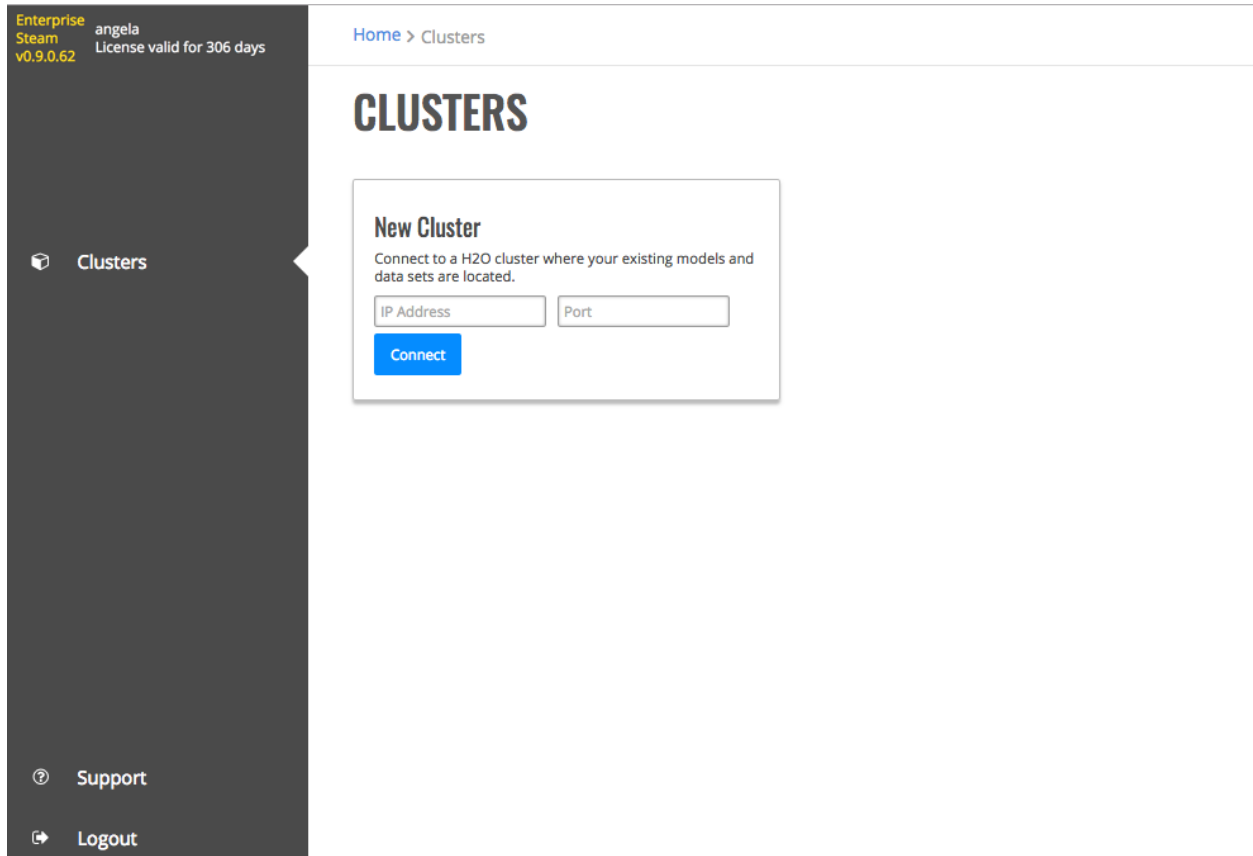 Enterprise
Steam
v0.9.0.62
angela
License valid for 306 days
Home > Clusters
CLUSTERS
New Cluster
Connect to a H2O cluster where your existing models and
data sets are located.
IP Address
Port
Connect
Clusters
Support
Logout